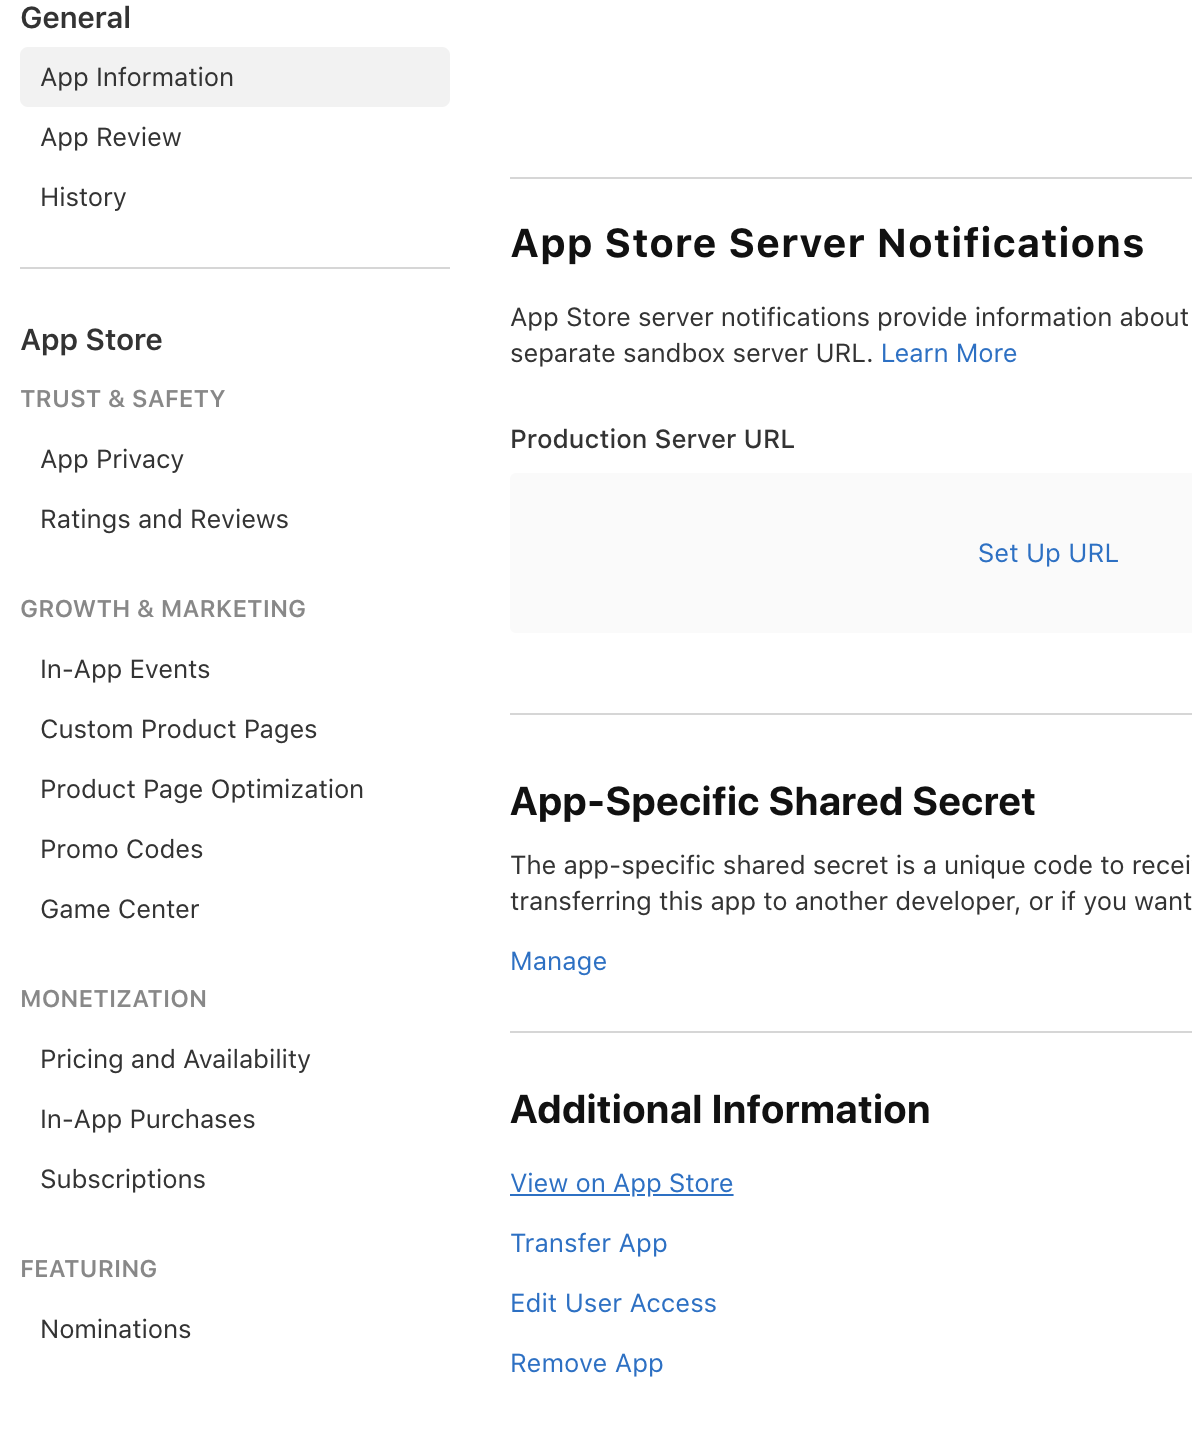 General
App Information
App Review
History
App Store
TRUST & SAFETY
App Privacy
Ratings and Reviews
GROWTH & MARKETING
In-App Events
Custom Product Pages
Product Page Optimization
Promo Codes
Game Center
MONETIZATION
Pricing and Availability
In-App Purchases
Subscriptions
FEATURING
Nominations
App Store Server Notifications
App Store server notifications provide information about
separate sandbox server URL. Learn More
Production Server URL
Set Up URL
App-Specific Shared Secret
The app-specific shared secret is a unique code to recei
transferring this app to another developer, or if you want
Manage
Additional Information
View on App Store
Transfer App
Edit User Access
Remove App